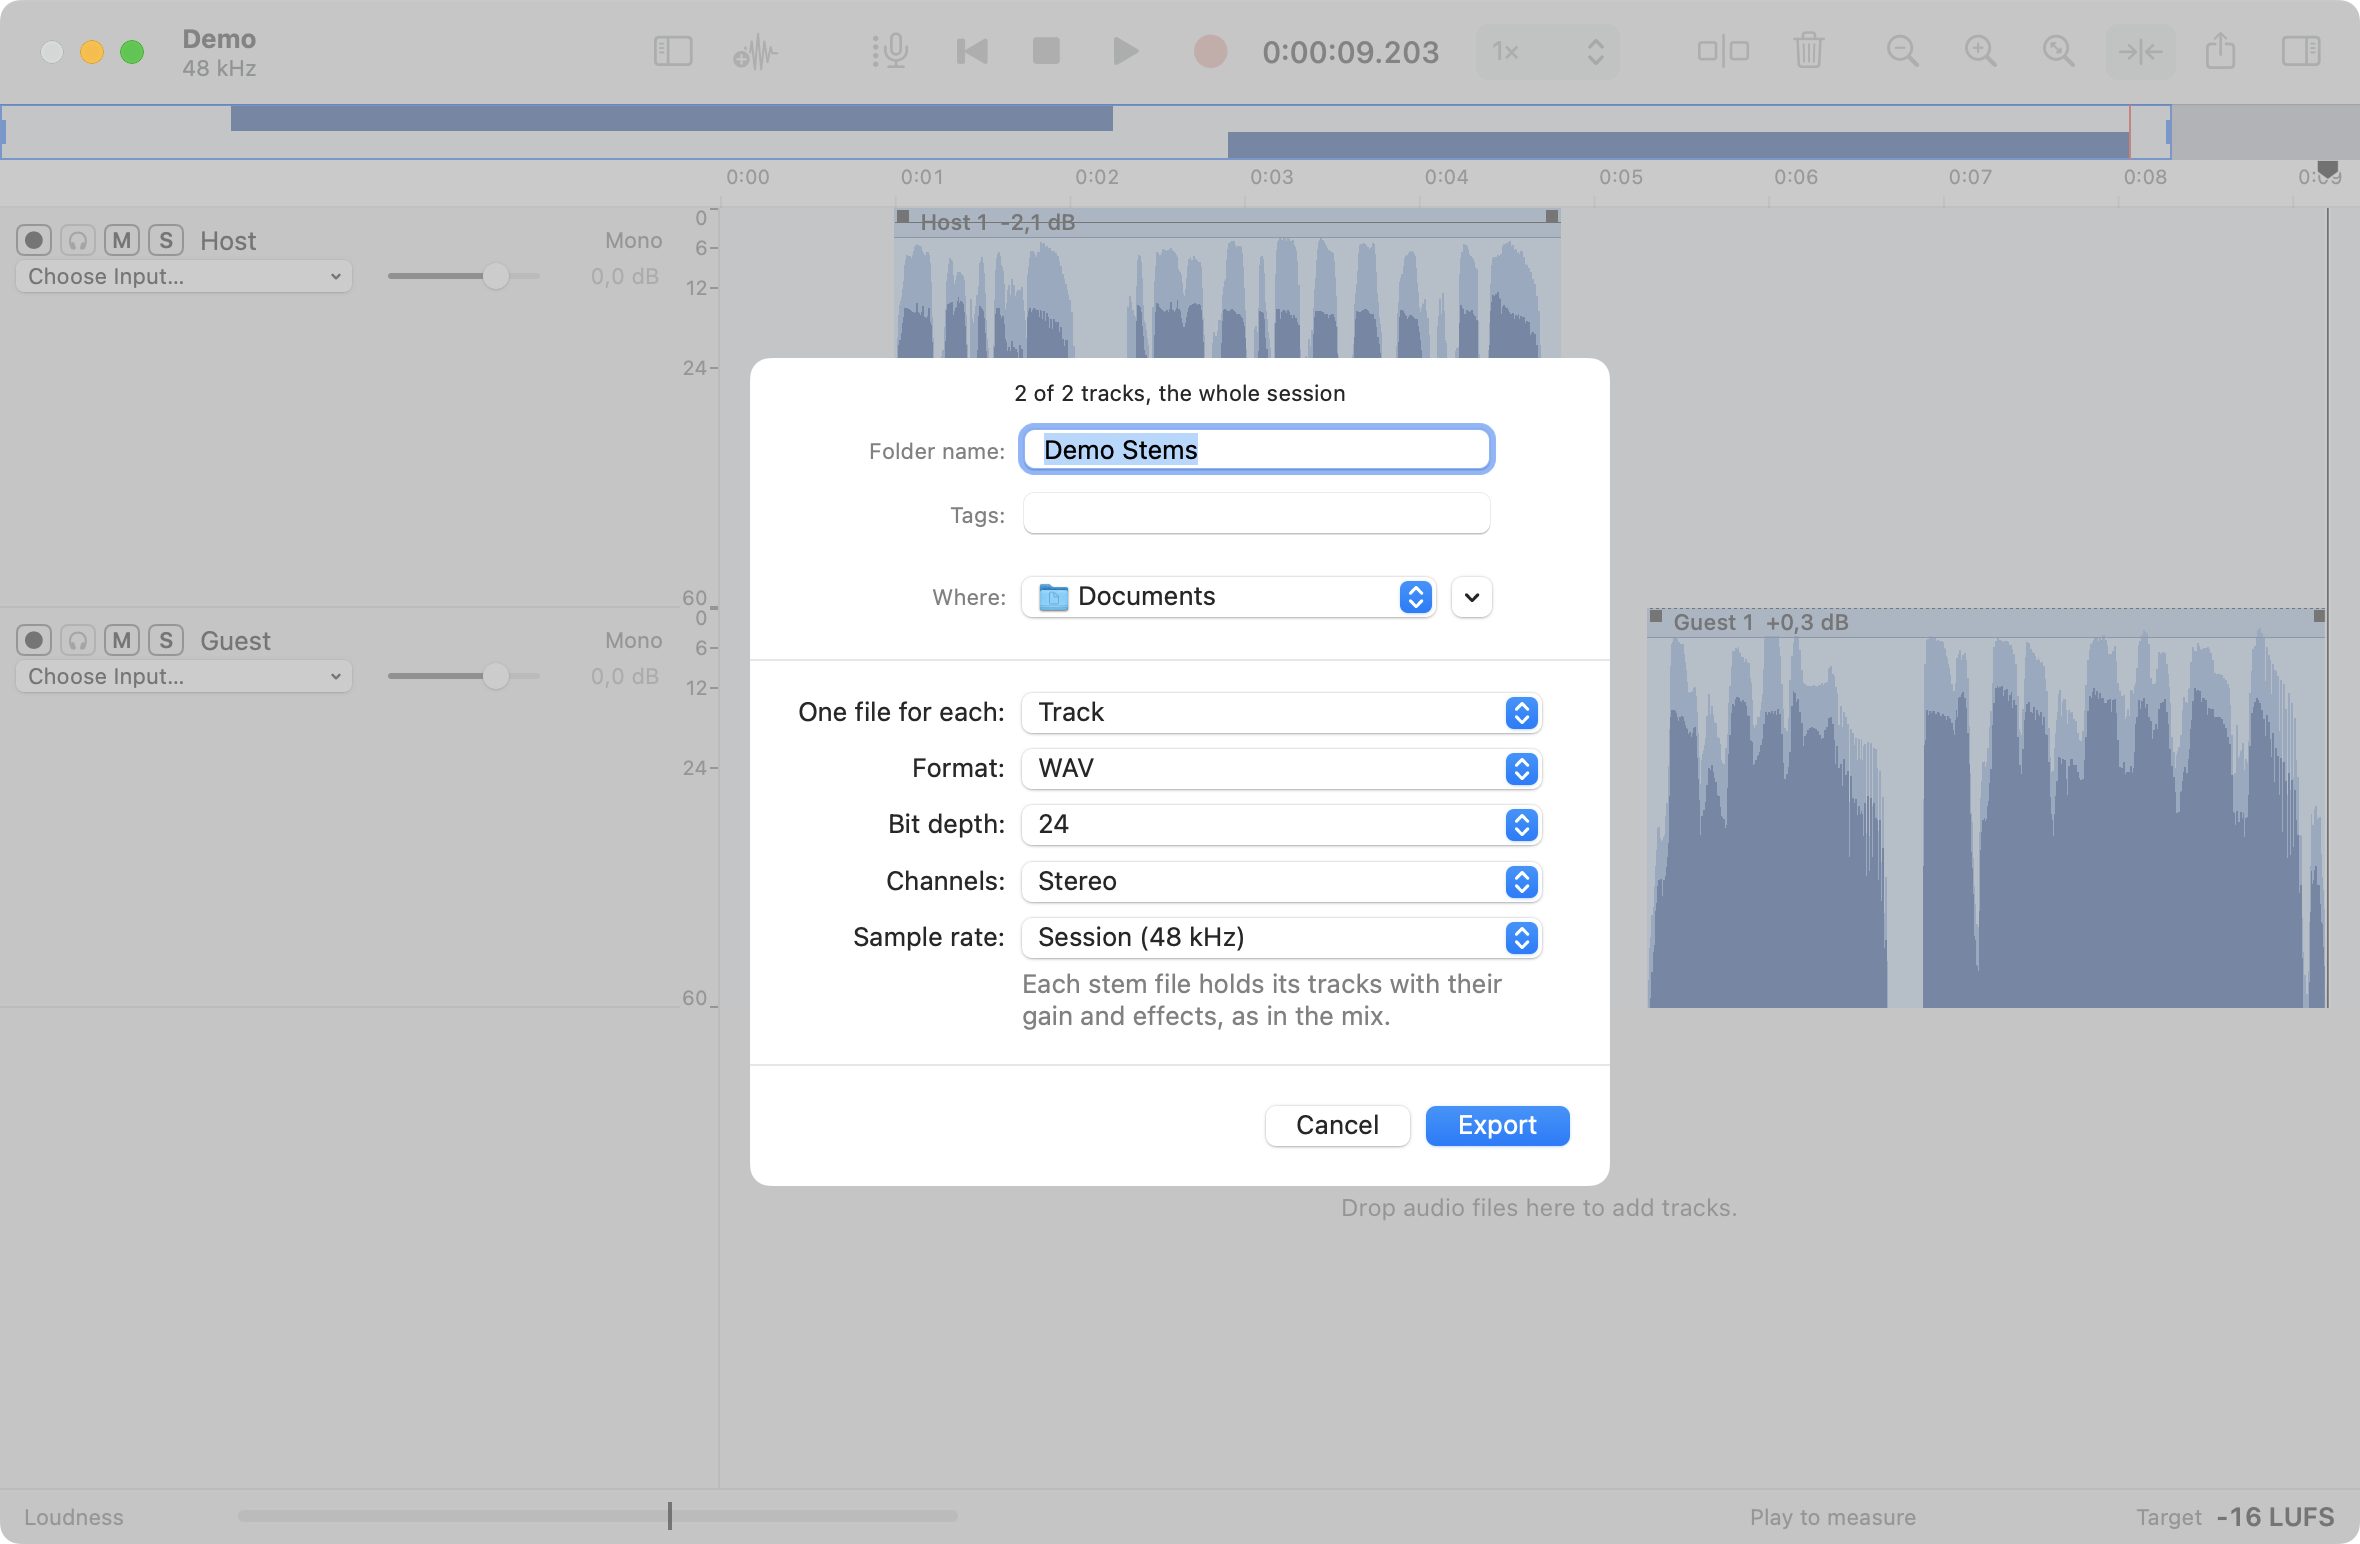 Demo
48 kHz
0:00:09.203
1×
0:00
0:01
0:02
0:03
0:04
0:05
0:06
0:07
0:08
0:09
M
S
Host
Mono
Choose Input...
0,0 dB
0
6
12
24
60
Host 1 -2,1 dB
M
S
Guest
Mono
Choose Input...
0,0 dB
0
6
12
24
60
Guest 1 +0,3 dB
2 of 2 tracks, the whole session
Folder name: Demo Stems
Tags:
Where: Documents
One file for each: Track
Format: WAV
Bit depth: 24
Channels: Stereo
Sample rate: Session (48 kHz)
Each stem file holds its tracks with their
gain and effects, as in the mix.
Cancel
Export
Drop audio files here to add tracks.
Loudness
Play to measure
Target -16 LUFS